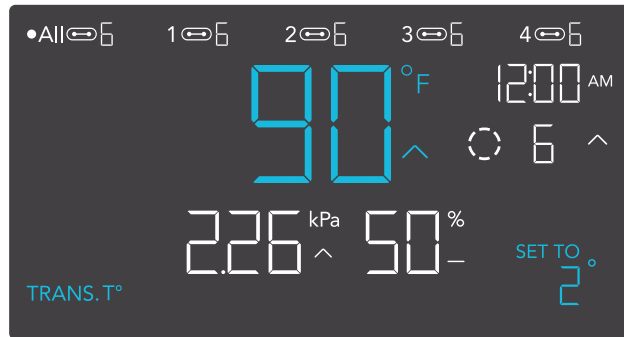 •All 6 1 6 2 6 3 6 4 6
90 °F
12:00 AM
6
2.26 kPa 50 %
SET TO
TRANS. T° 2°